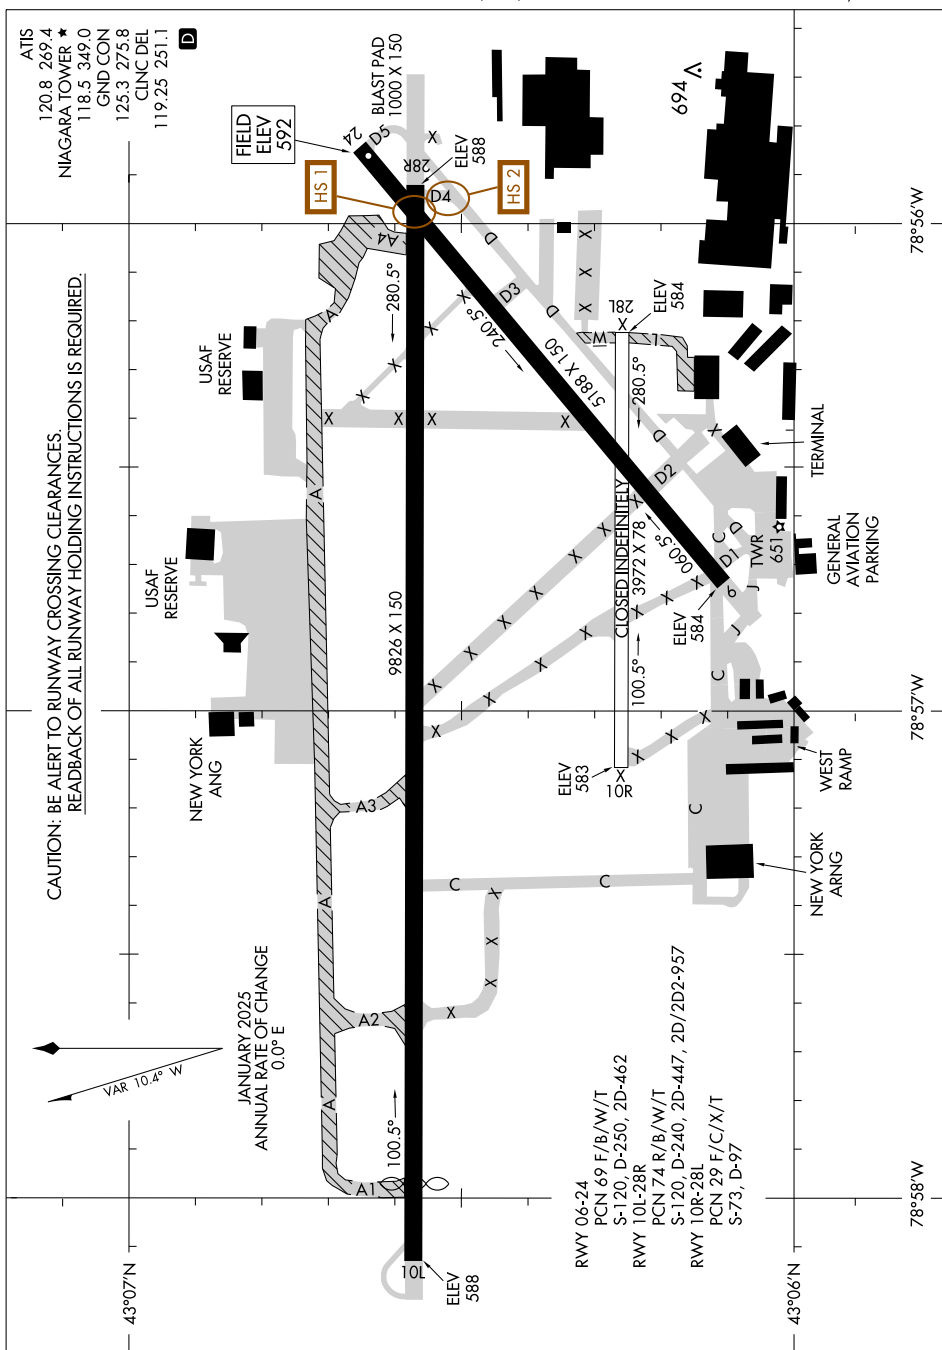 ATIS
120.8 269.4
NIAGARA TOWER ★
118.5 349.0
GND CON
125.3 275.8
CLNC DEL
119.25 251.1
D
CAUTION: BE ALERT TO RUNWAY CROSSING CLEARANCES.
READBACK OF ALL RUNWAY HOLDING INSTRUCTIONS IS REQUIRED.
FIELD
ELEV
592
HS 1
HS 2
BLAST PAD
1000 X 150
24
D5
X
28R
ELEV
588
D4
694
78°56'W
A4
280.5°
D
D3
D
240.5°
5188 X 150
X
X
X
X
28L
ELEV
584
W
L
280.5°
A
X
X
X
X
X
X
X
X
X
USAF
RESERVE
D
D2
X
TERMINAL
A
USAF
RESERVE
CLOSED INDEFINITELY
3972 X 78
100.5°
060.5°
X
X
X
X
X
X
X
X
X
X
X
X
X
X
C
D
D1
TWR
651
6
J
J
ELEV
584
GENERAL
AVIATION
PARKING
9826 X 150
NEW YORK
ANG
C
X
X
X
X
10R
ELEV
583
WEST
RAMP
78°57'W
A3
C
A
C
C
X
X
X
X
NEW YORK
ARNG
A2
JANUARY 2025
ANNUAL RATE OF CHANGE
0.0° E
VAR 10.4° W
A
100.5°
A1
10L
ELEV
588
RWY 06-24
PCN 69 F/B/W/T
S-120, D-250, 2D-462
RWY 10L-28R
PCN 74 R/B/W/T
S-120, D-240, 2D-447, 2D/2D2-957
RWY 10R-28L
PCN 29 F/C/X/T
S-73, D-97
78°58'W
43°07'N
43°06'N